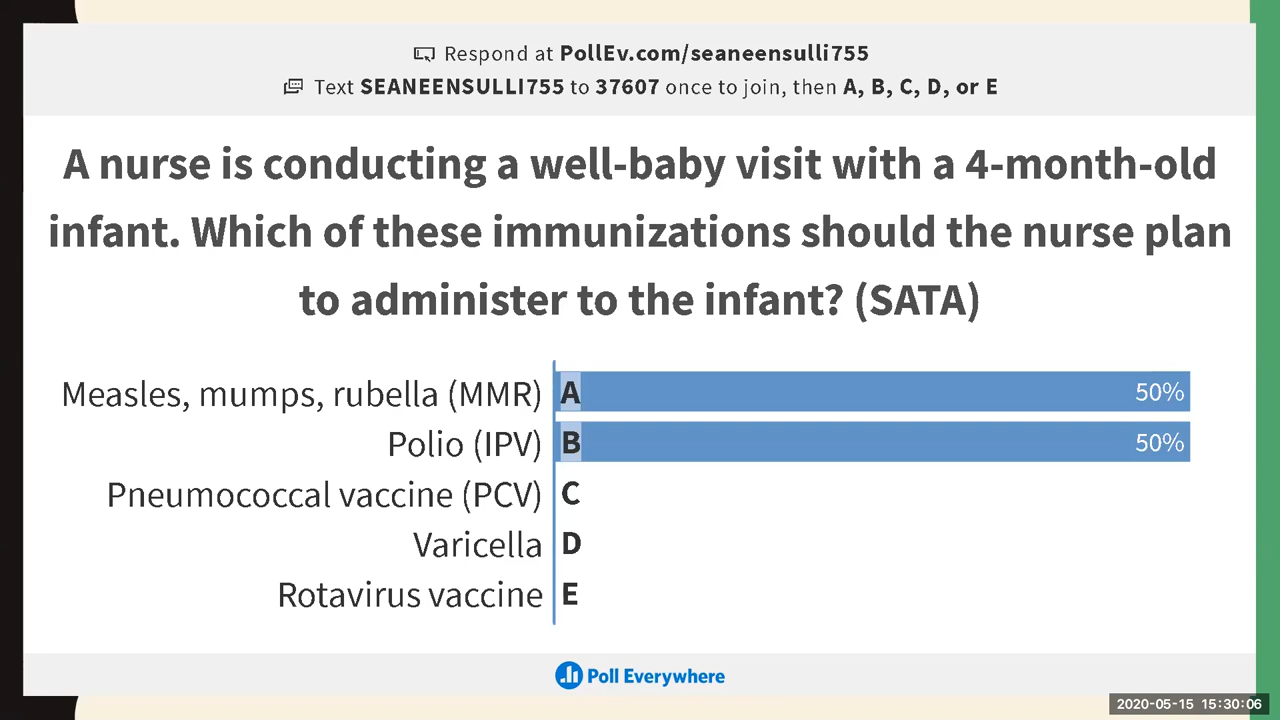 Respond at PollEv.com/seaneensulli755
Text SEANEENSULLI755 to 37607 once to join, then A, B, C, D, or E
A nurse is conducting a well-baby visit with a 4-month-old
infant. Which of these immunizations should the nurse plan
to administer to the infant? (SATA)
Measles, mumps, rubella (MMR) A 50%
Polio (IPV) B 50%
Pneumococcal vaccine (PCV) C
Varicella D
Rotavirus vaccine E
Poll Everywhere
2020-05-15 15:30:06